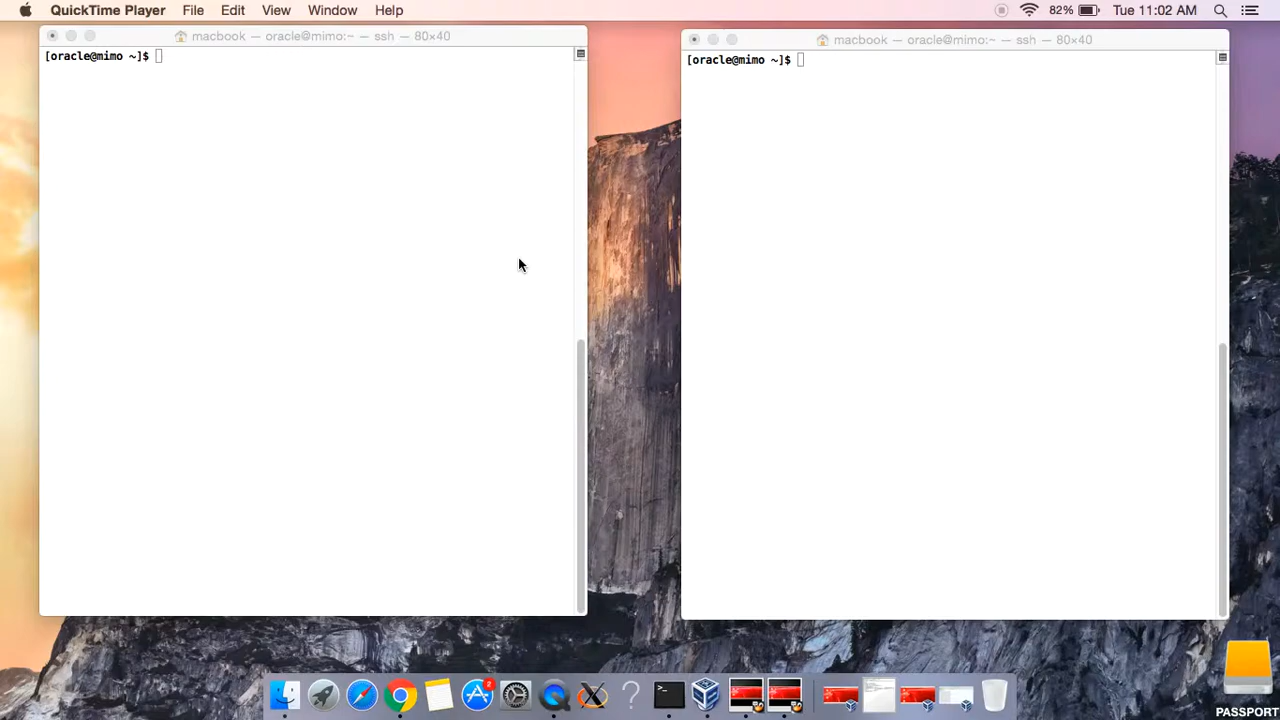 QuickTime Player File Edit View Window Help 82% Tue 11:02 AM
macbook — oracle@mimo:~ — ssh — 80×40
[oracle@mimo ~]$
macbook — oracle@mimo:~ — ssh — 80×40
[oracle@mimo ~]$
2
PASSPORT